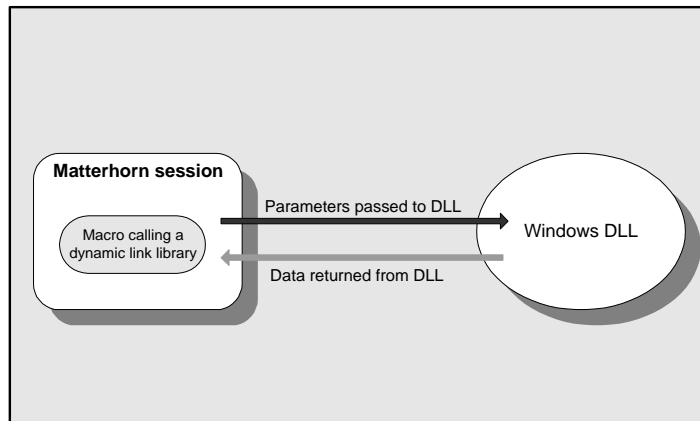 Matterhorn session
Macro calling a
dynamic link library
Parameters passed to DLL
Data returned from DLL
Windows DLL